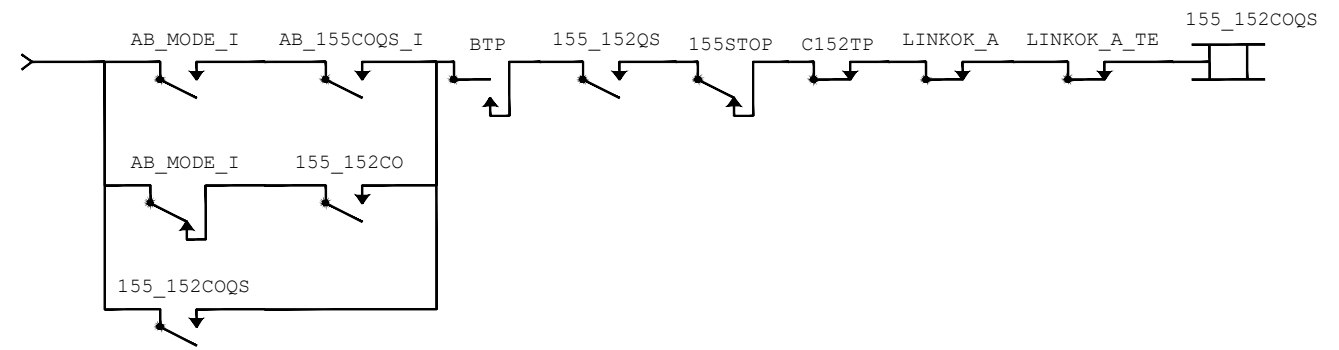 155_152COQS
AB_MODE_I AB_155COQS_I BTP 155_152QS 155STOP C152TP LINKOK_A LINKOK_A_TE
AB_MODE_I 155_152CO
155_152COQS